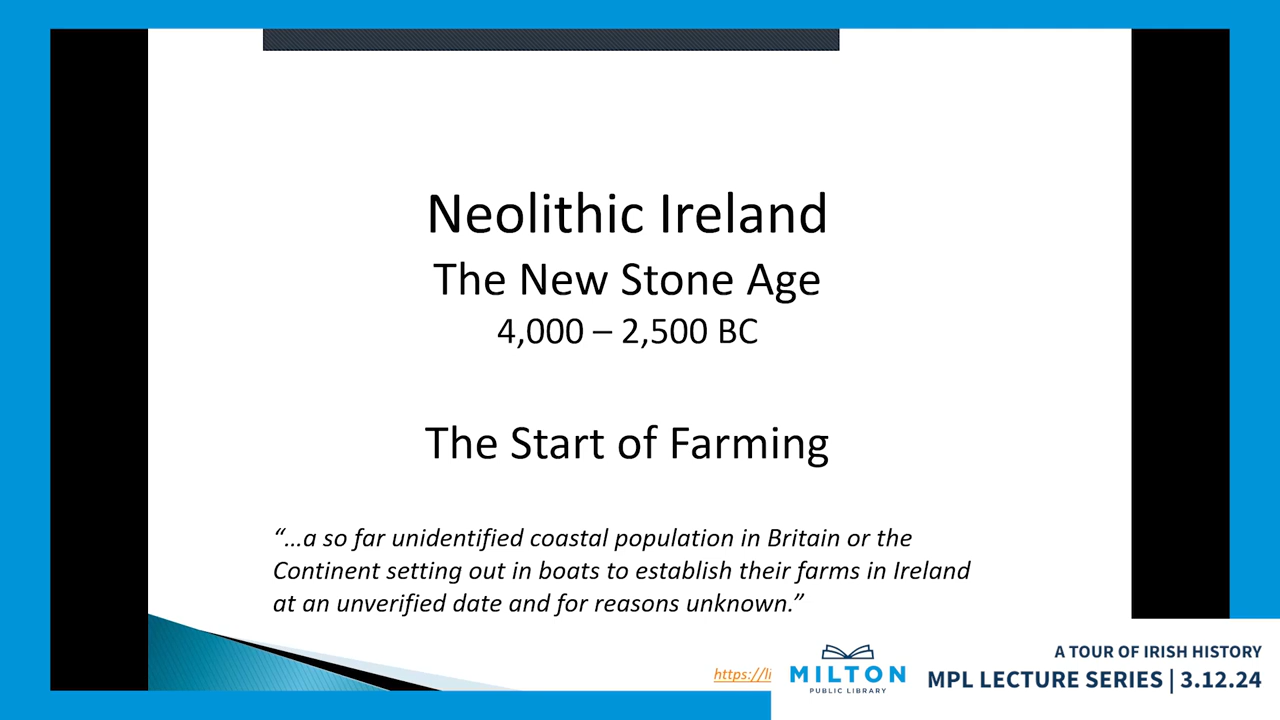 Neolithic Ireland
The New Stone Age
4,000 – 2,500 BC
The Start of Farming
“…a so far unidentified coastal population in Britain or the
Continent setting out in boats to establish their farms in Ireland
at an unverified date and for reasons unknown.”
https://li
MILTON
PUBLIC LIBRARY
A TOUR OF IRISH HISTORY
MPL LECTURE SERIES | 3.12.24